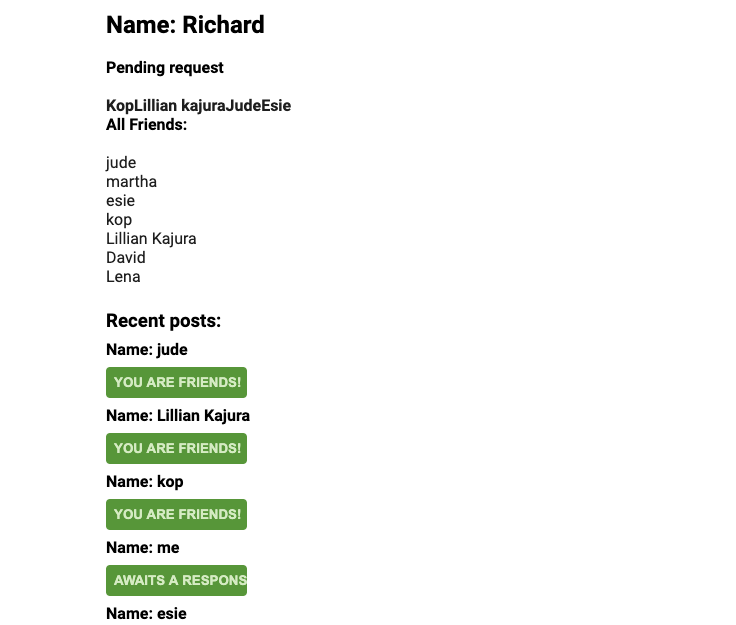 Name: Richard
Pending request
KopLillian kajuraJudeEsie
All Friends:
jude
martha
esie
kop
Lillian Kajura
David
Lena
Recent posts:
Name: jude
YOU ARE FRIENDS!
Name: Lillian Kajura
YOU ARE FRIENDS!
Name: kop
YOU ARE FRIENDS!
Name: me
AWAITS A RESPONS
Name: esie